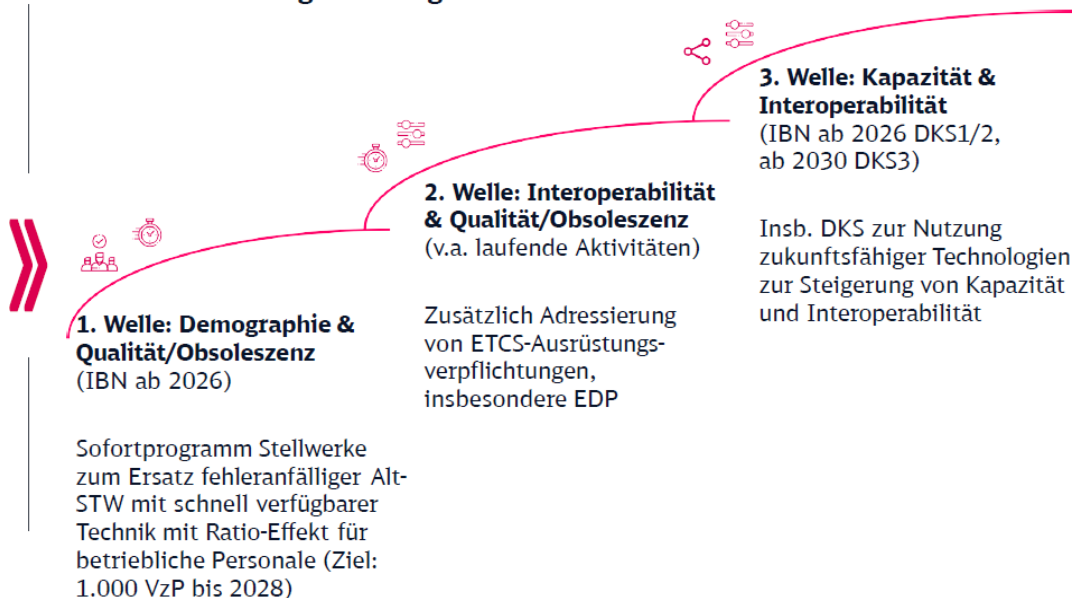 1. Welle: Demographie &
Qualität/Obsoleszenz
(IBN ab 2026)
Sofortprogramm Stellwerke
zum Ersatz fehleranfälliger Alt-
STW mit schnell verfügbarer
Technik mit Ratio-Effekt für
betriebliche Personale (Ziel:
1.000 VzP bis 2028)
2. Welle: Interoperabilität
& Qualität/Obsoleszenz
(v.a. laufende Aktivitäten)
Zusätzlich Adressierung
von ETCS-Ausrüstungs-
verpflichtungen,
insbesondere EDP
3. Welle: Kapazität &
Interoperabilität
(IBN ab 2026 DKS1/2,
ab 2030 DKS3)
Insb. DKS zur Nutzung
zukunftsfähiger Technologien
zur Steigerung von Kapazität
und Interoperabilität